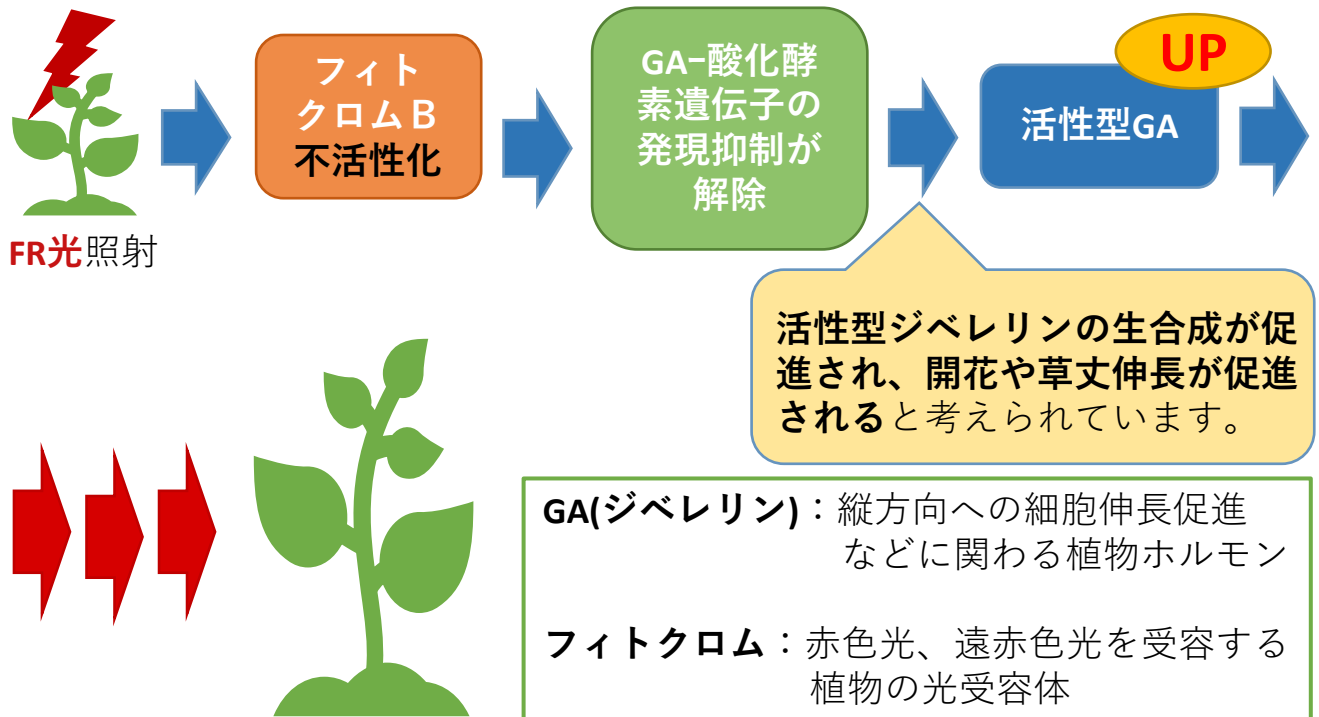 FR光照射
フィト
クロムB
不活性化
GA-酸化酵
素遺伝子の
発現抑制が
解除
UP
活性型GA
活性型ジベレリンの生合成が促
進され、開花や草丈伸長が促進
されると考えられています。
GA(ジベレリン)：縦方向への細胞伸長促進
などに関わる植物ホルモン
フィトクロム：赤色光、遠赤色光を受容する
植物の光受容体